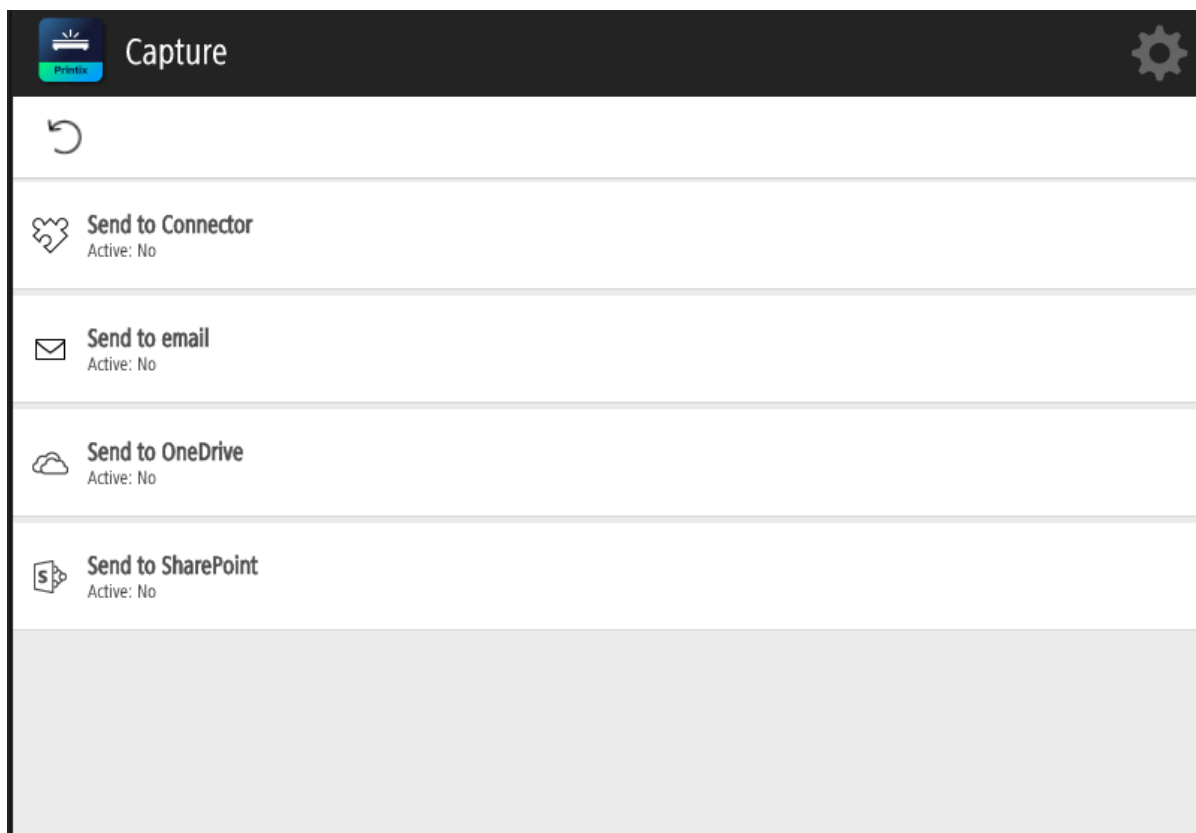 Printix
Capture
Send to Connector
Active: No
Send to email
Active: No
Send to OneDrive
Active: No
S
Send to SharePoint
Active: No